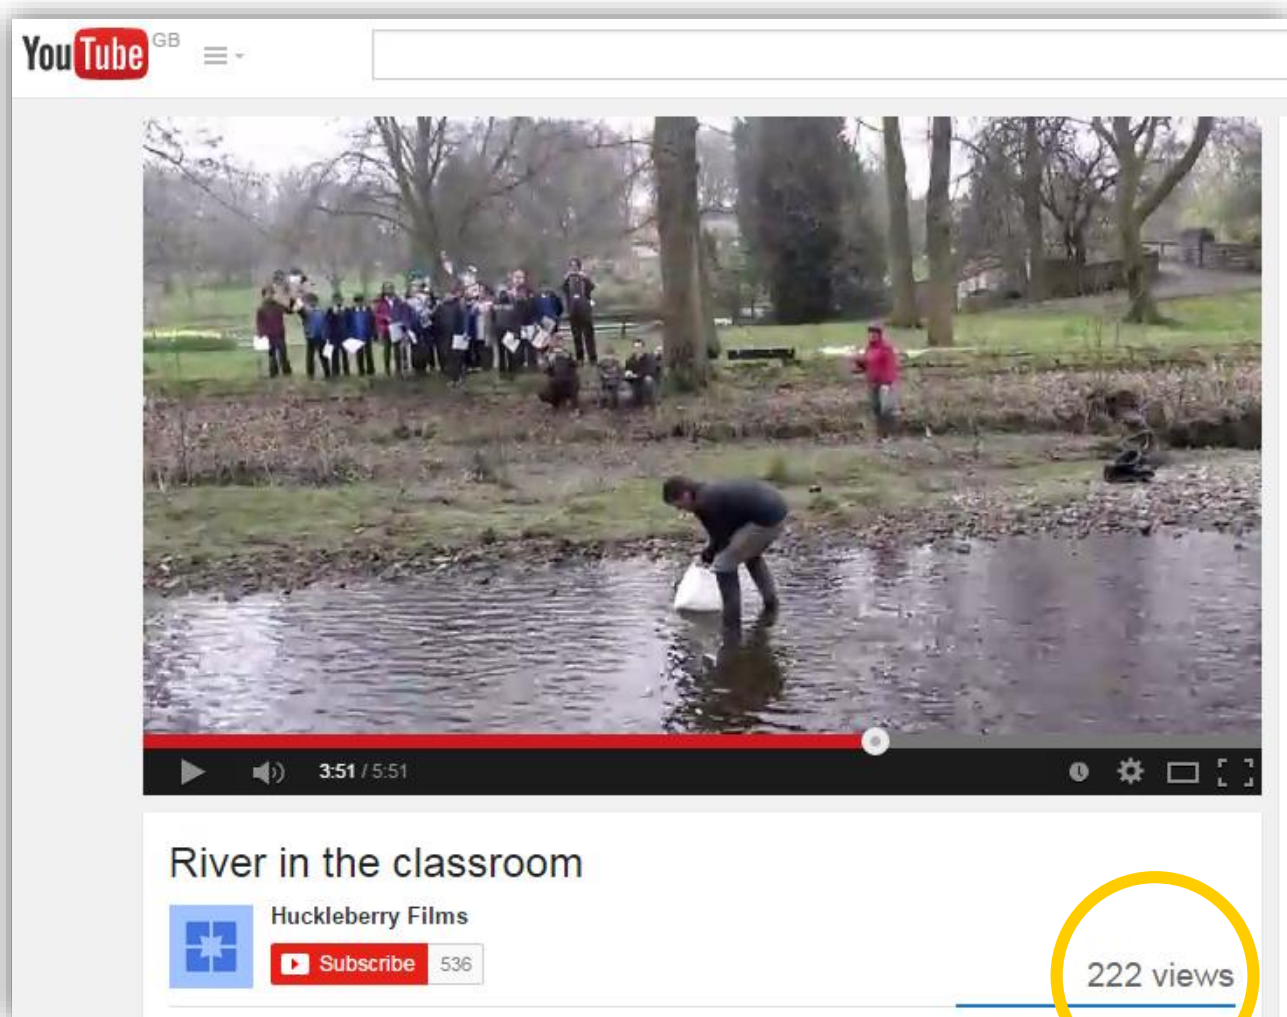 YouTube GB
3:51 / 5:51
River in the classroom
Huckleberry Films
Subscribe 536
222 views